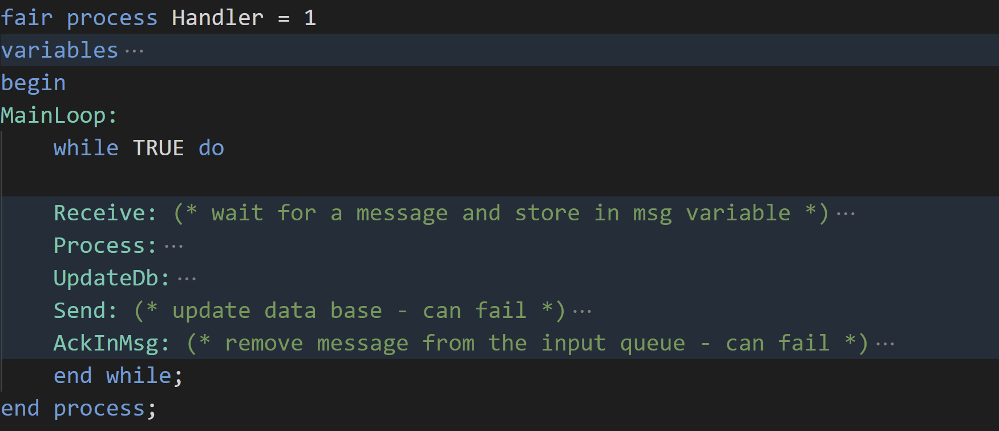 fair process Handler = 1
variables···
begin
MainLoop:
    while TRUE do

    Receive: (* wait for a message and store in msg variable *)···
    Process:···
    UpdateDb:···
    Send: (* update data base - can fail *)···
    AckInMsg: (* remove message from the input queue - can fail *)···
    end while;
end process;